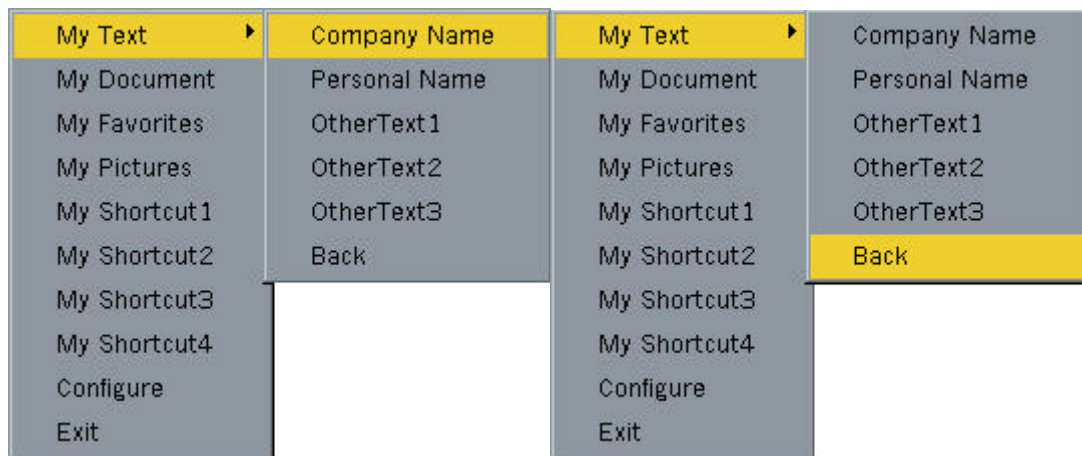 My Text
My Document
My Favorites
My Pictures
My Shortcut1
My Shortcut2
My Shortcut3
My Shortcut4
Configure
Exit
Company Name
Personal Name
OtherText1
OtherText2
OtherText3
Back
My Text
My Document
My Favorites
My Pictures
My Shortcut1
My Shortcut2
My Shortcut3
My Shortcut4
Configure
Exit
Company Name
Personal Name
OtherText1
OtherText2
OtherText3
Back